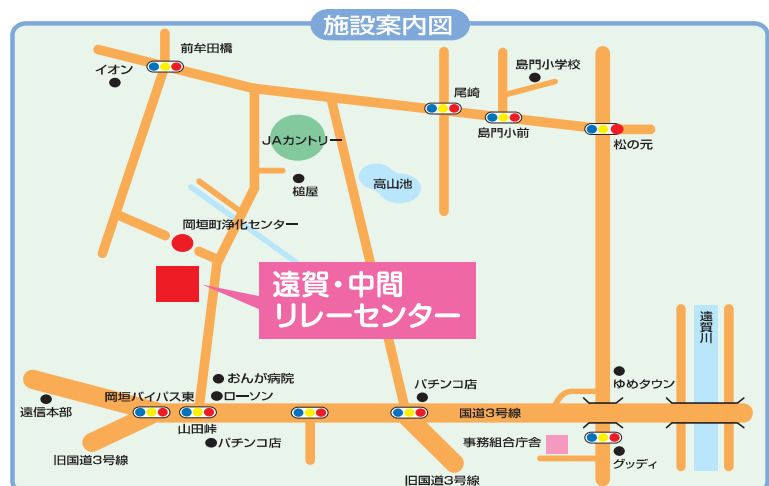 施設案内図
前牟田橋
イオン
尾崎
島門小学校
島門小前
松の元
JAカントリー
槌屋
高山池
岡垣町浄化センター
遠賀・中間
リレーセンター
遠賀川
おんが病院
ローソン
岡垣バイパス東
遠信本部
山田峠
パチンコ店
旧国道3号線
パチンコ店
国道3号線
ゆめタウン
事務組合庁舎
グッディ
旧国道3号線